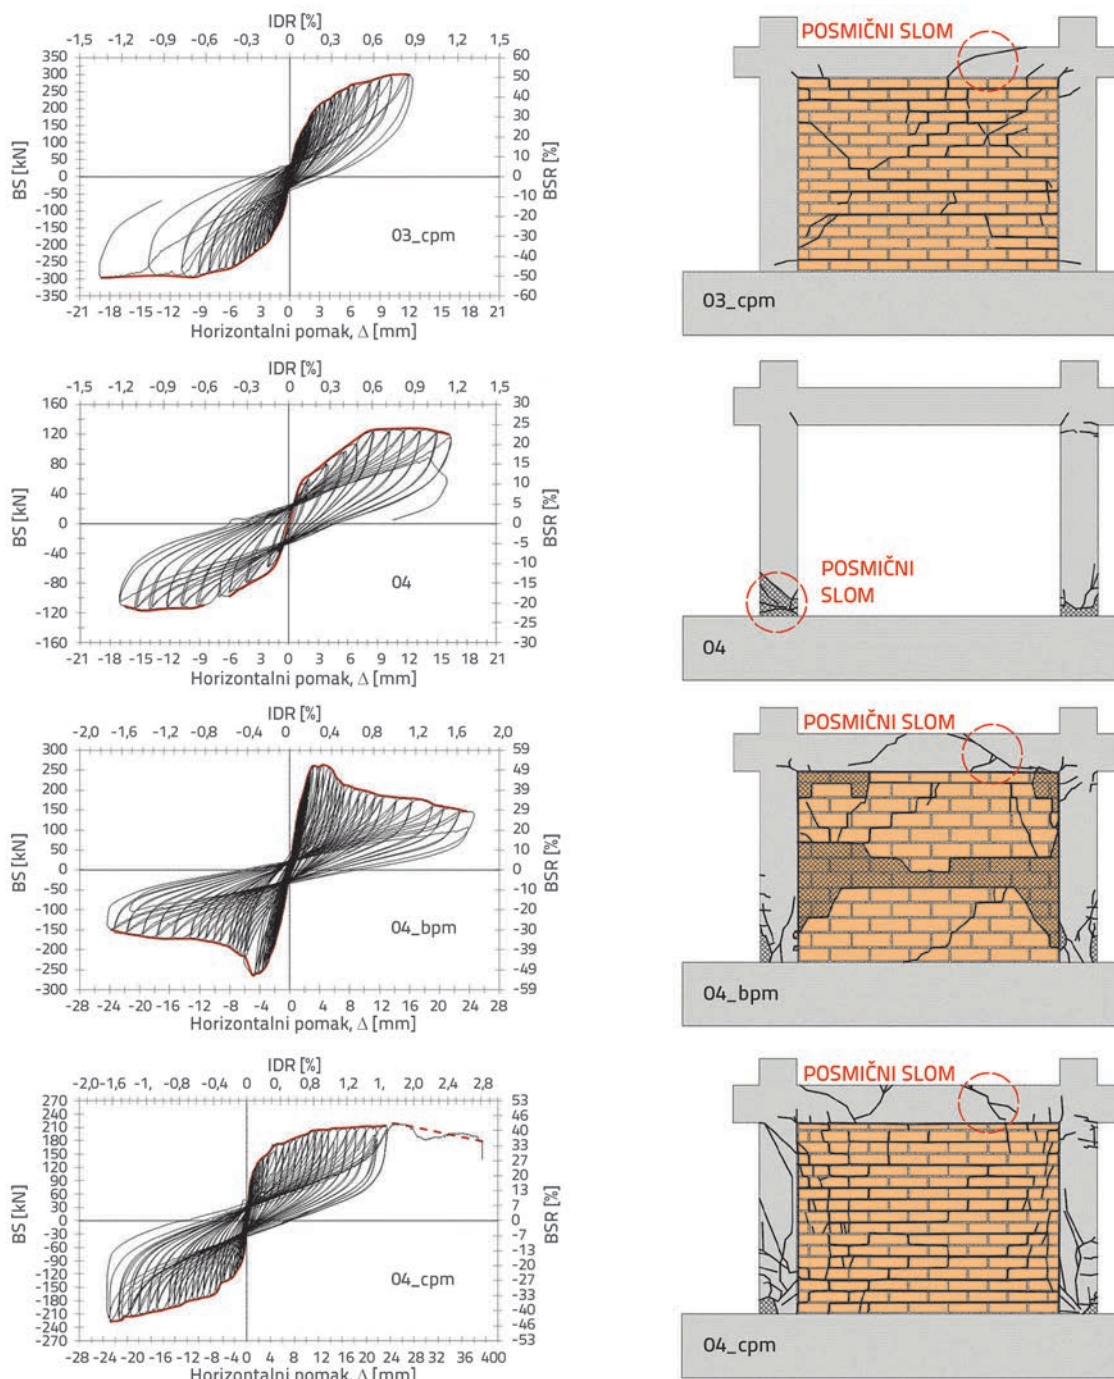 IDR [%]
-1,5 -1,2 -0,9 -0,6 -0,3 0 0,3 0,6 0,9 1,2 1,5
350 300 250 200 150 100 50 0 -50 -100 -150 200 250 -300 350
BS [kN]
60 50 40 30 20 10 0 -10 -20 -30 -40 -50 -60
BSR [%]
03_cpm
-21 -18 -15 -12 -9 -6 -3 0 3 6 9 12 15 18 21
Horizontalni pomak, Δ [mm]
POSMIČNI SLOM
03_cpm
IDR [%]
-1,5 -1,2 -0,9 -0,6 -0,3 0 0,3 0,6 0,9 1,2 1,5
160 120 80 40 0 -40 -80 -120 -160
BS [kN]
30 25 20 15 10 5 0 -5 -10 -15 -20 -25 -30
BSR [%]
04
-21 -18 -15 -12 -9 -6 -3 0 3 6 9 12 15 18 21
Horizontalni pomak, Δ [mm]
POSMIČNI
SLOM
04
IDR [%]
-2,0 -1,6 -1,2 -0,8 -0,4 0 0,4 0,8 1,2 1,6 2,0
300 250 200 150 100 50 0 -50 -100 -150 -200 -250 -300
BS [kN]
59 49 39 29 20 10 0 -10 -20 -30 -39 -49 -59
BSR [%]
04_bpm
-28 -24 -20 -16 -12 -8 -4 0 4 8 12 16 20 24 28
Horizontalni pomak, Δ [mm]
POSMIČNI SLOM
04_bpm
IDR [%]
-2,0 -1,6 -1, -0,8 -0,4 0 0, 0,8 1,2 1, 2,0 2,4 2,8
270 240 210 180 150 120 90 60 30 0 -30 -60 -90 -120 -150 -180 -210 -240 -270
BS [kN]
53 46 40 33 27 20 13 7 0 -7 -13 -20 -27 -33 -40 -46 -53
BSR [%]
04_cpm
-28 -24 -20 -16 -12 -8 -4 0 4 8 12 16 20 24 28 32 36 400
Horizontalni pomak, Δ [mm]
POSMIČNI SLOM
04_cpm